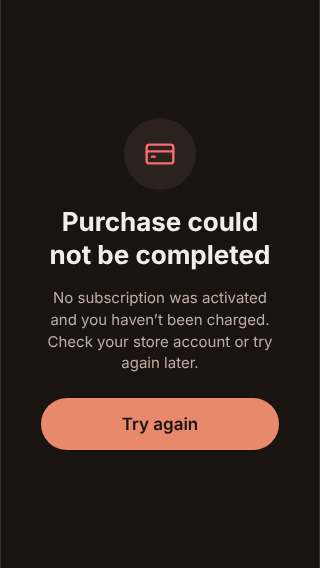 Purchase could
not be completed
No subscription was activated
and you haven’t been charged.
Check your store account or try
again later.
Try again